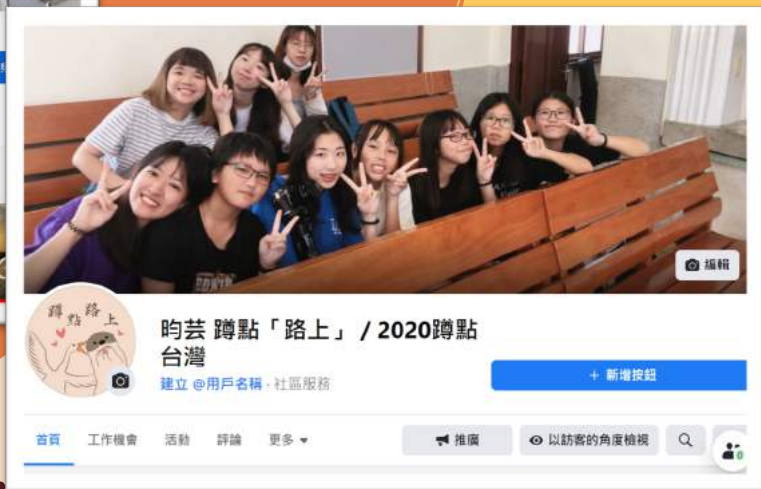 編輯
蹲點路上
昀芸 蹲點「路上」 / 2020蹲點
台灣
建立 @用戶名稱 · 社區服務
+ 新增按鈕
首頁 工作機會 活動 評論 更多 推廣 以訪客的角度檢視
0